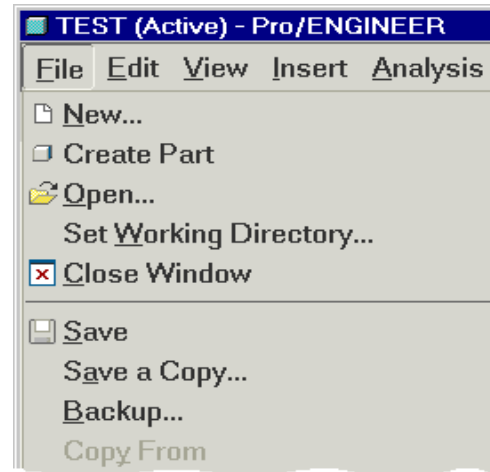 TEST (Active) - Pro/ENGINEER
File Edit View Insert Analysis
New...
Create Part
Open...
Set Working Directory...
Close Window
Save
Save a Copy...
Backup...
Copy From